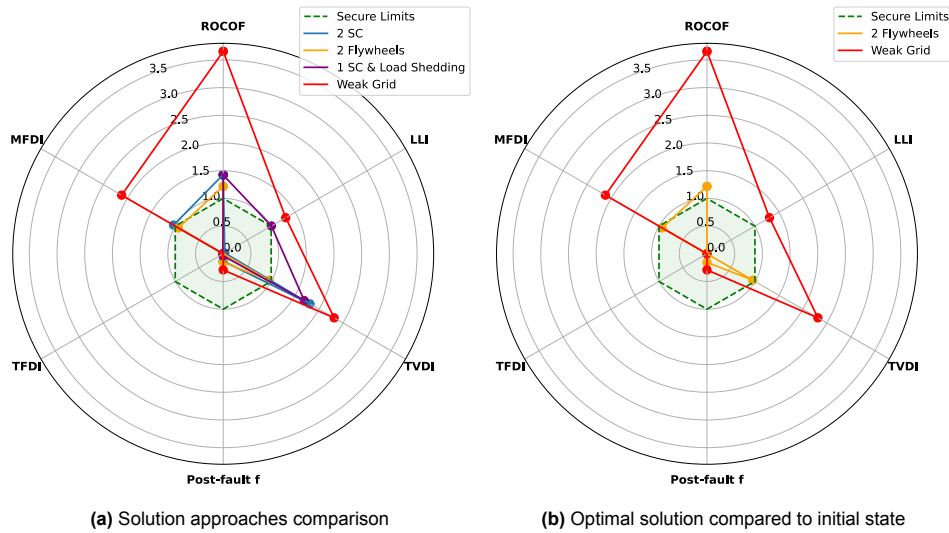 ROCOF
Secure Limits
2 SC
2 Flywheels
1 SC & Load Shedding
Weak Grid
3.5
3.0
2.5
2.0
1.5
1.0
0.5
0.0
MFDI
LLI
TFDI
TVDI
Post-fault f
(a) Solution approaches comparison
ROCOF
Secure Limits
2 Flywheels
Weak Grid
3.5
3.0
2.5
2.0
1.5
1.0
0.5
0.0
MFDI
LLI
TFDI
TVDI
Post-fault f
(b) Optimal solution compared to initial state